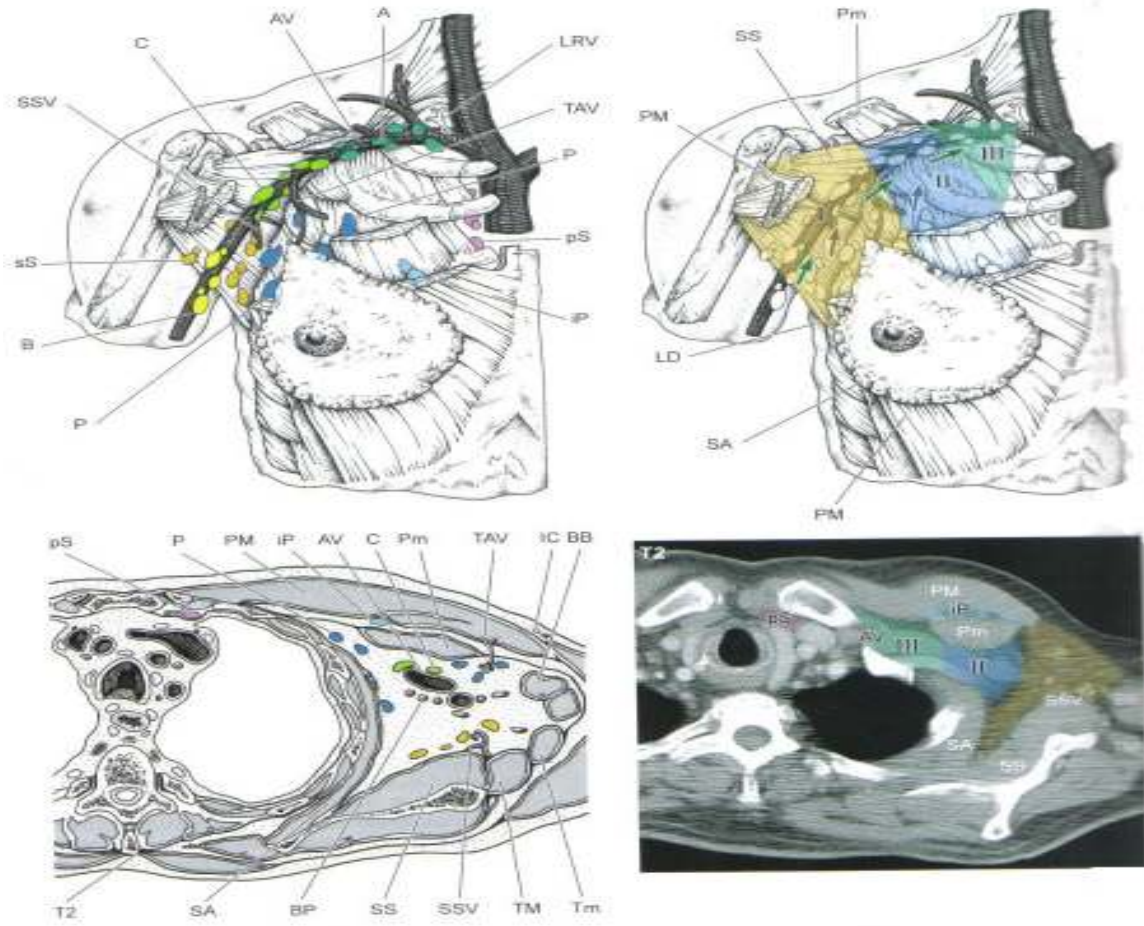 AV A
C LRV
SSV TAV
P
pS
sS
iP
B
P
Pm
SS
PM
III
II
I
LD
SA
PM
pS P PM iP AV C Pm TAV IC BB
T2 SA BP SS SSV TM Tm
T2
PM
iP
pS Pm
AV III
II
SSV
SA
SS